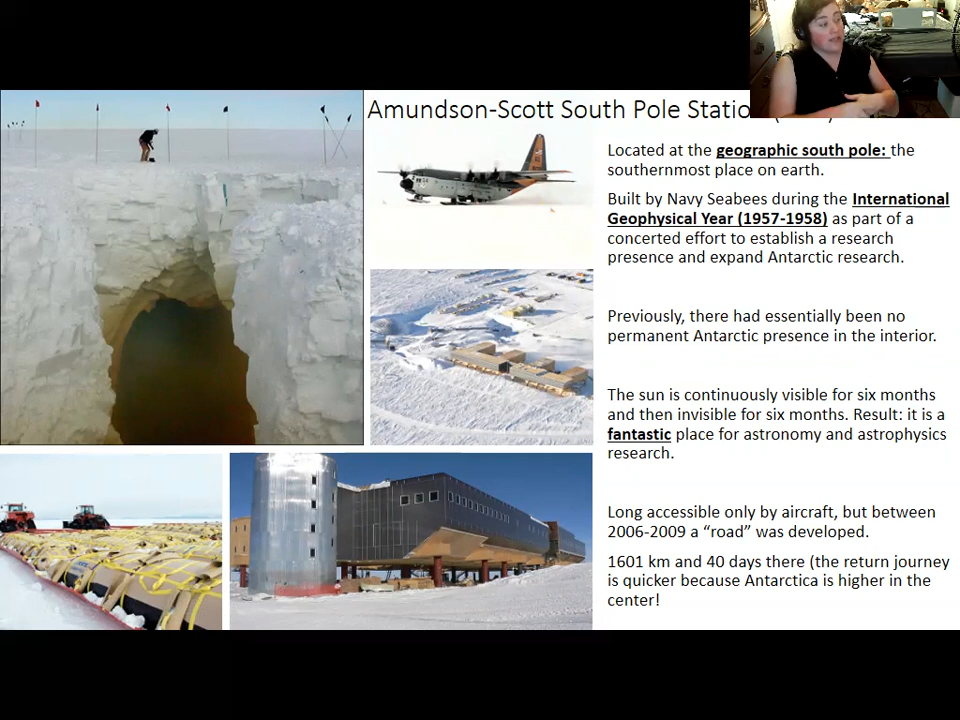 Amundson-Scott South Pole Statio
Located at the geographic south pole: the
southernmost place on earth.
Built by Navy Seabees during the International
Geophysical Year (1957-1958) as part of a
concerted effort to establish a research
presence and expand Antarctic research.
Previously, there had essentially been no
permanent Antarctic presence in the interior.
The sun is continuously visible for six months
and then invisible for six months. Result: it is a
fantastic place for astronomy and astrophysics
research.
Long accessible only by aircraft, but between
2006-2009 a “road” was developed.
1601 km and 40 days there (the return journey
is quicker because Antarctica is higher in the
center!